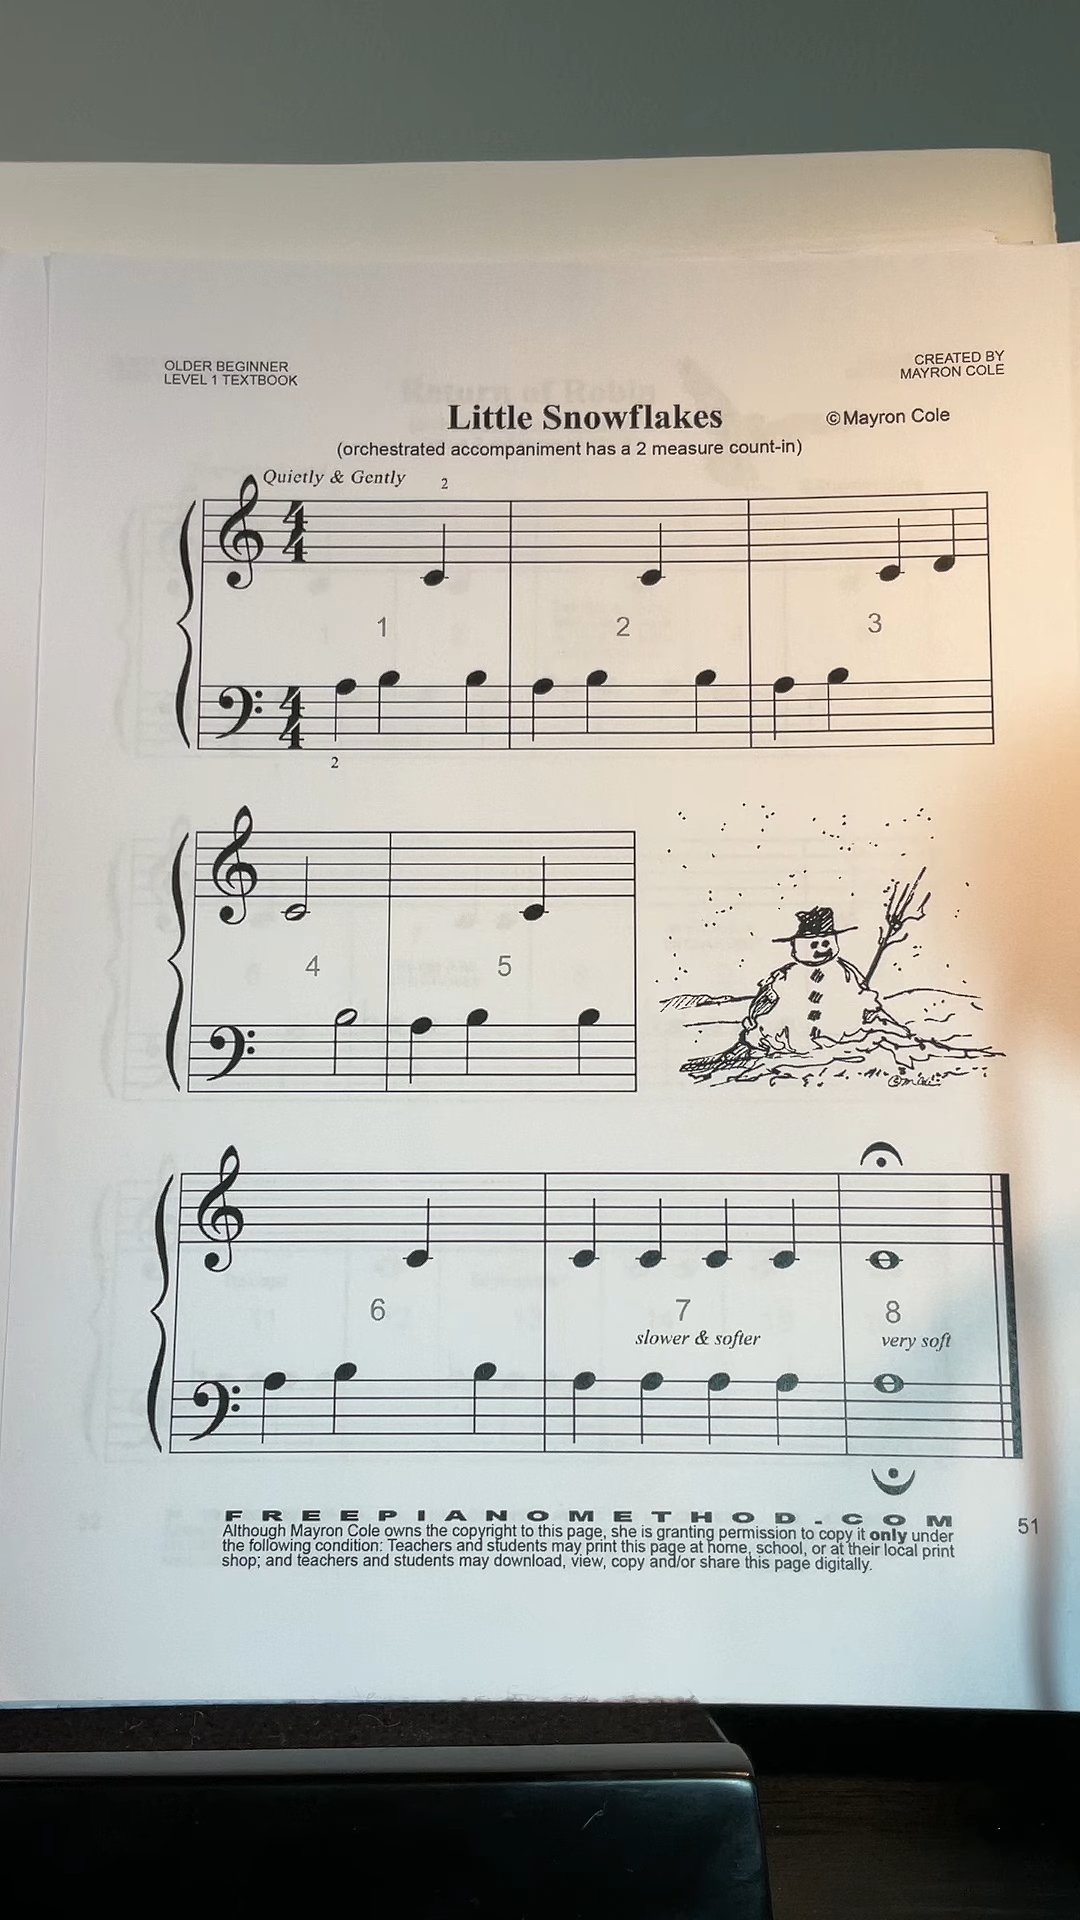 OLDER BEGINNER
LEVEL 1 TEXTBOOK
CREATED BY
MAYRON COLE
Little Snowflakes
©Mayron Cole
(orchestrated accompaniment has a 2 measure count-in)
Quietly & Gently
2
4
4
1
2
3
4
4
2
4
5
6
7
8
slower & softer
very soft
FREEPIANOMETHOD.COM
51
Although Mayron Cole owns the copyright to this page, she is granting permission to copy it only under
the following condition: Teachers and students may print this page at home, school, or at their local print
shop; and teachers and students may download, view, copy and/or share this page digitally.